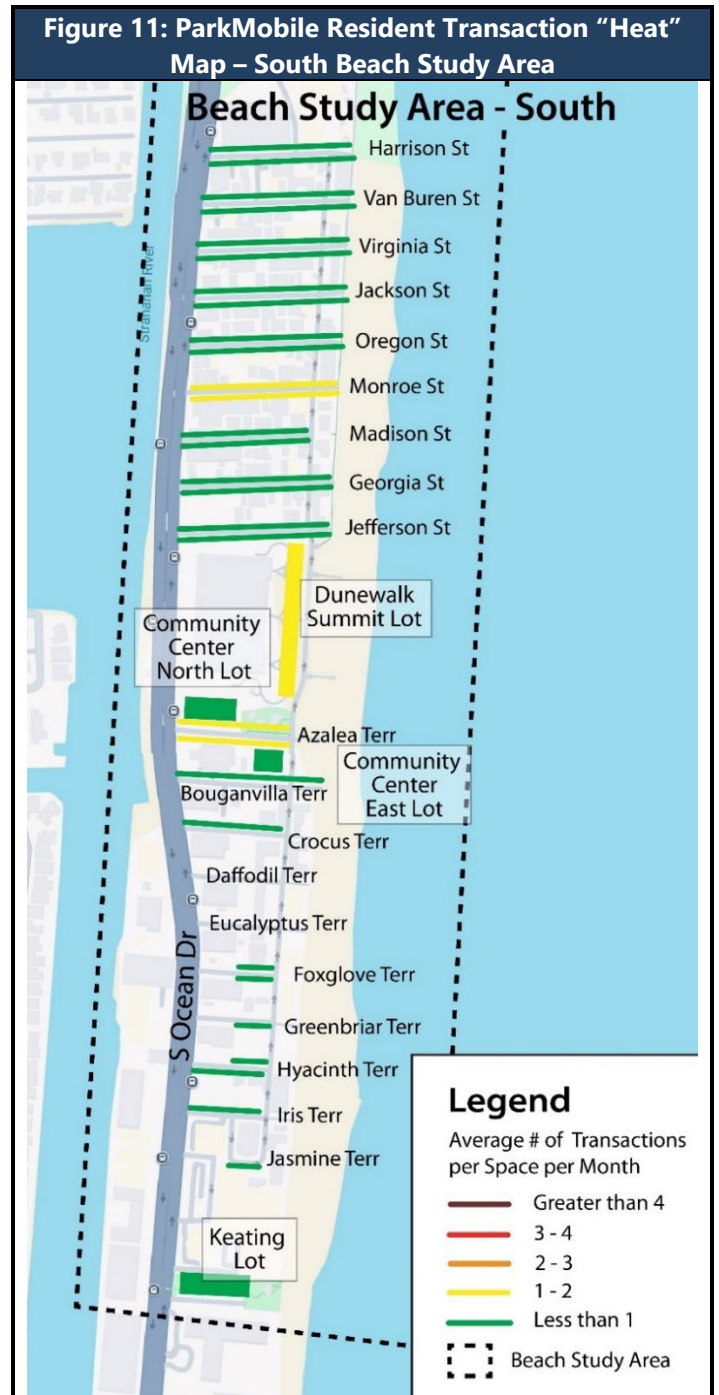 Figure 11: ParkMobile Resident Transaction “Heat”
Map – South Beach Study Area
Beach Study Area - South
Harrison St
Van Buren St
Virginia St
Stranahan River
Jackson St
Oregon St
Monroe St
Madison St
Georgia St
Jefferson St
Dunewalk
Summit Lot
Community
Center
North Lot
Azalea Terr
Community
Center
East Lot
Bouganvilla Terr
Crocus Terr
Daffodil Terr
Eucalyptus Terr
S Ocean Dr
Foxglove Terr
Greenbriar Terr
Hyacinth Terr
Iris Terr
Jasmine Terr
Keating
Lot
Legend
Average # of Transactions
per Space per Month
Greater than 4
3 - 4
2 - 3
1 - 2
Less than 1
Beach Study Area